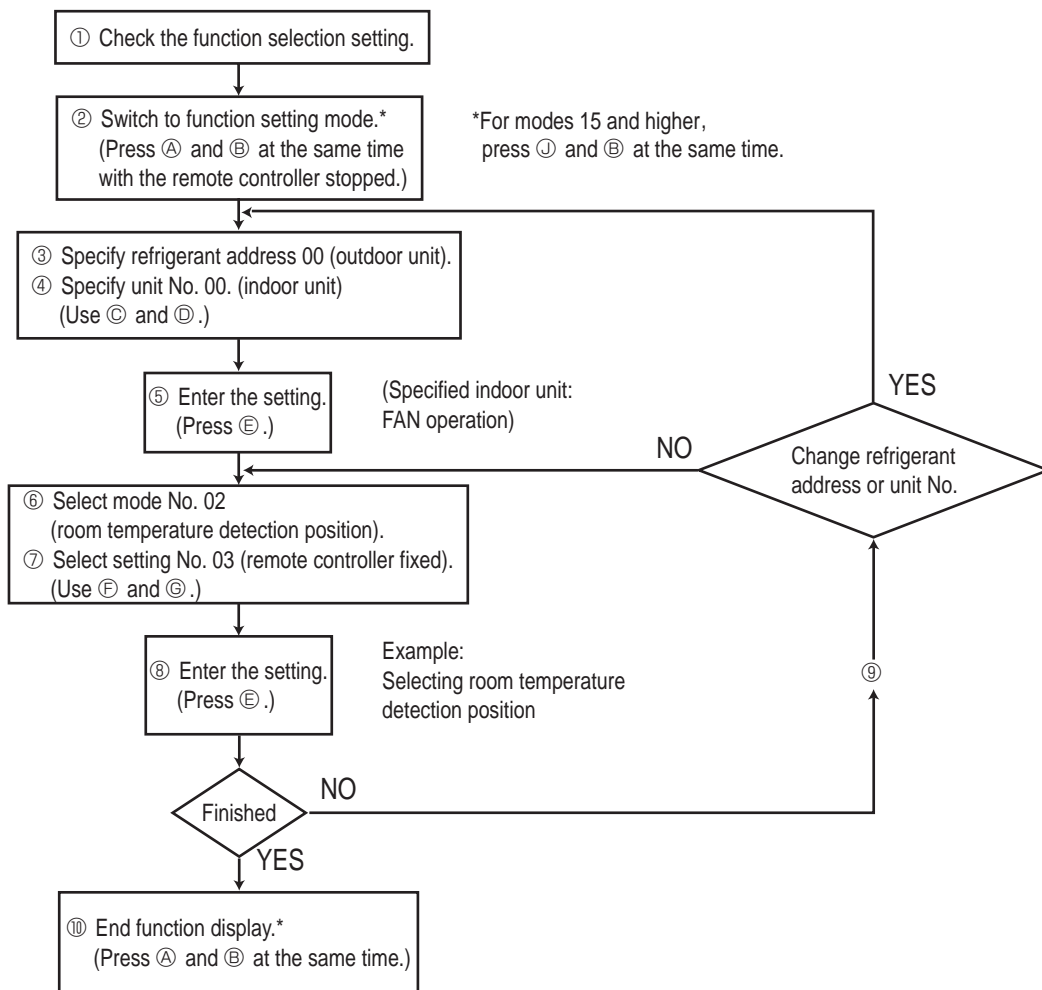 ① Check the function selection setting.
② Switch to function setting mode.*
(Press Ⓐ and Ⓑ at the same time
with the remote controller stopped.)
*For modes 15 and higher,
press Ⓙ and Ⓑ at the same time.
③ Specify refrigerant address 00 (outdoor unit).
④ Specify unit No. 00. (indoor unit)
(Use Ⓒ and Ⓓ.)
⑤ Enter the setting.
(Press Ⓔ.)
(Specified indoor unit:
FAN operation)
YES
NO
Change refrigerant
address or unit No.
⑥ Select mode No. 02
(room temperature detection position).
⑦ Select setting No. 03 (remote controller fixed).
(Use Ⓕ and Ⓖ.)
⑧ Enter the setting.
(Press Ⓔ.)
Example:
Selecting room temperature
detection position
⑨
Finished
NO
YES
⑩ End function display.*
(Press Ⓐ and Ⓑ at the same time.)